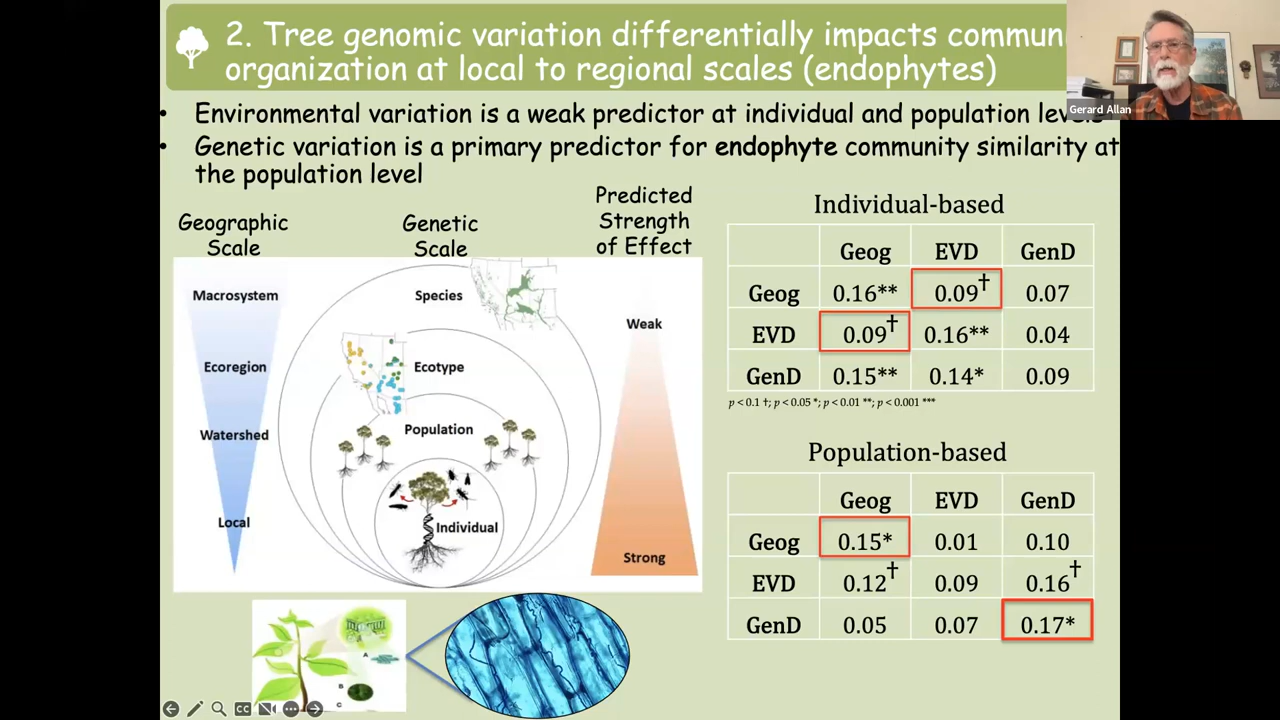 2. Tree genomic variation differentially impacts commun
organization at local to regional scales (endophytes)
Gerard Allan
• Environmental variation is a weak predictor at individual and population levels
• Genetic variation is a primary predictor for endophyte community similarity at
the population level
Geographic
Scale
Genetic
Scale
Predicted
Strength
of Effect
Macrosystem
Ecoregion
Watershed
Local
Species
Ecotype
Population
Individual
Weak
Strong
A
B
C
Individual-based
Geog EVD GenD
Geog 0.16** 0.09† 0.07
EVD 0.09† 0.16** 0.04
GenD 0.15** 0.14* 0.09
p < 0.1 †; p < 0.05 *; p < 0.01 **; p < 0.001 ***
Population-based
Geog EVD GenD
Geog 0.15* 0.01 0.10
EVD 0.12† 0.09 0.16†
GenD 0.05 0.07 0.17*
CC